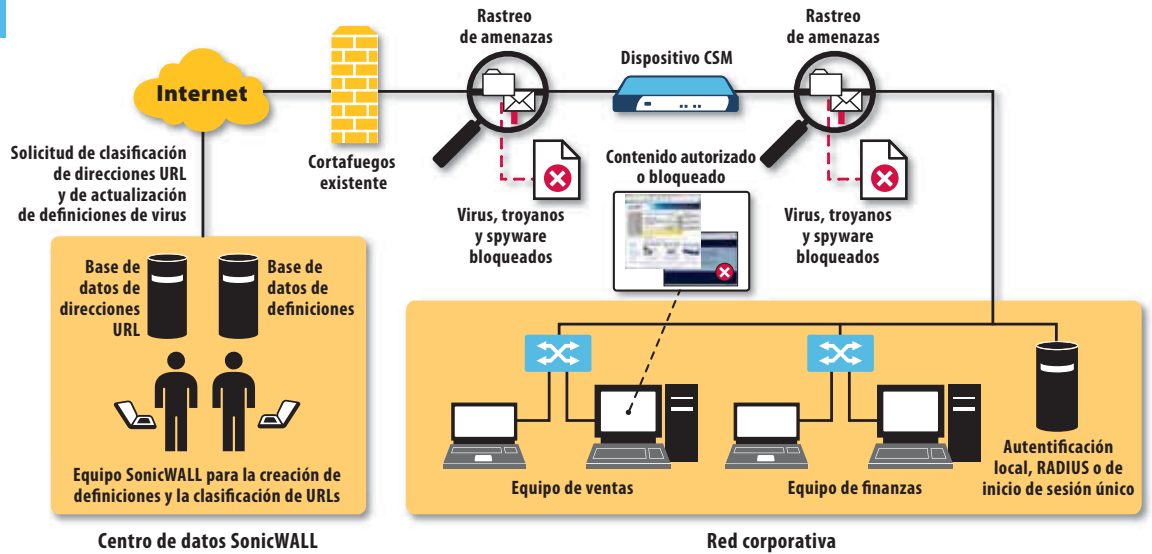 Rastreo
de amenazas
Rastreo
de amenazas
Dispositivo CSM
Internet
Solicitud de clasificación
de direcciones URL
y de actualización
de definiciones de virus
Cortafuegos
existente
Contenido autorizado
o bloqueado
Virus, troyanos
y spyware
bloqueados
Virus, troyanos
y spyware
bloqueados
Base de
datos de
direcciones
URL
Base de
datos de
definiciones
Equipo SonicWALL para la creación de
definiciones y la clasificación de URLs
Equipo de ventas
Equipo de finanzas
Autentificación
local, RADIUS o de
inicio de sesión único
Centro de datos SonicWALL
Red corporativa